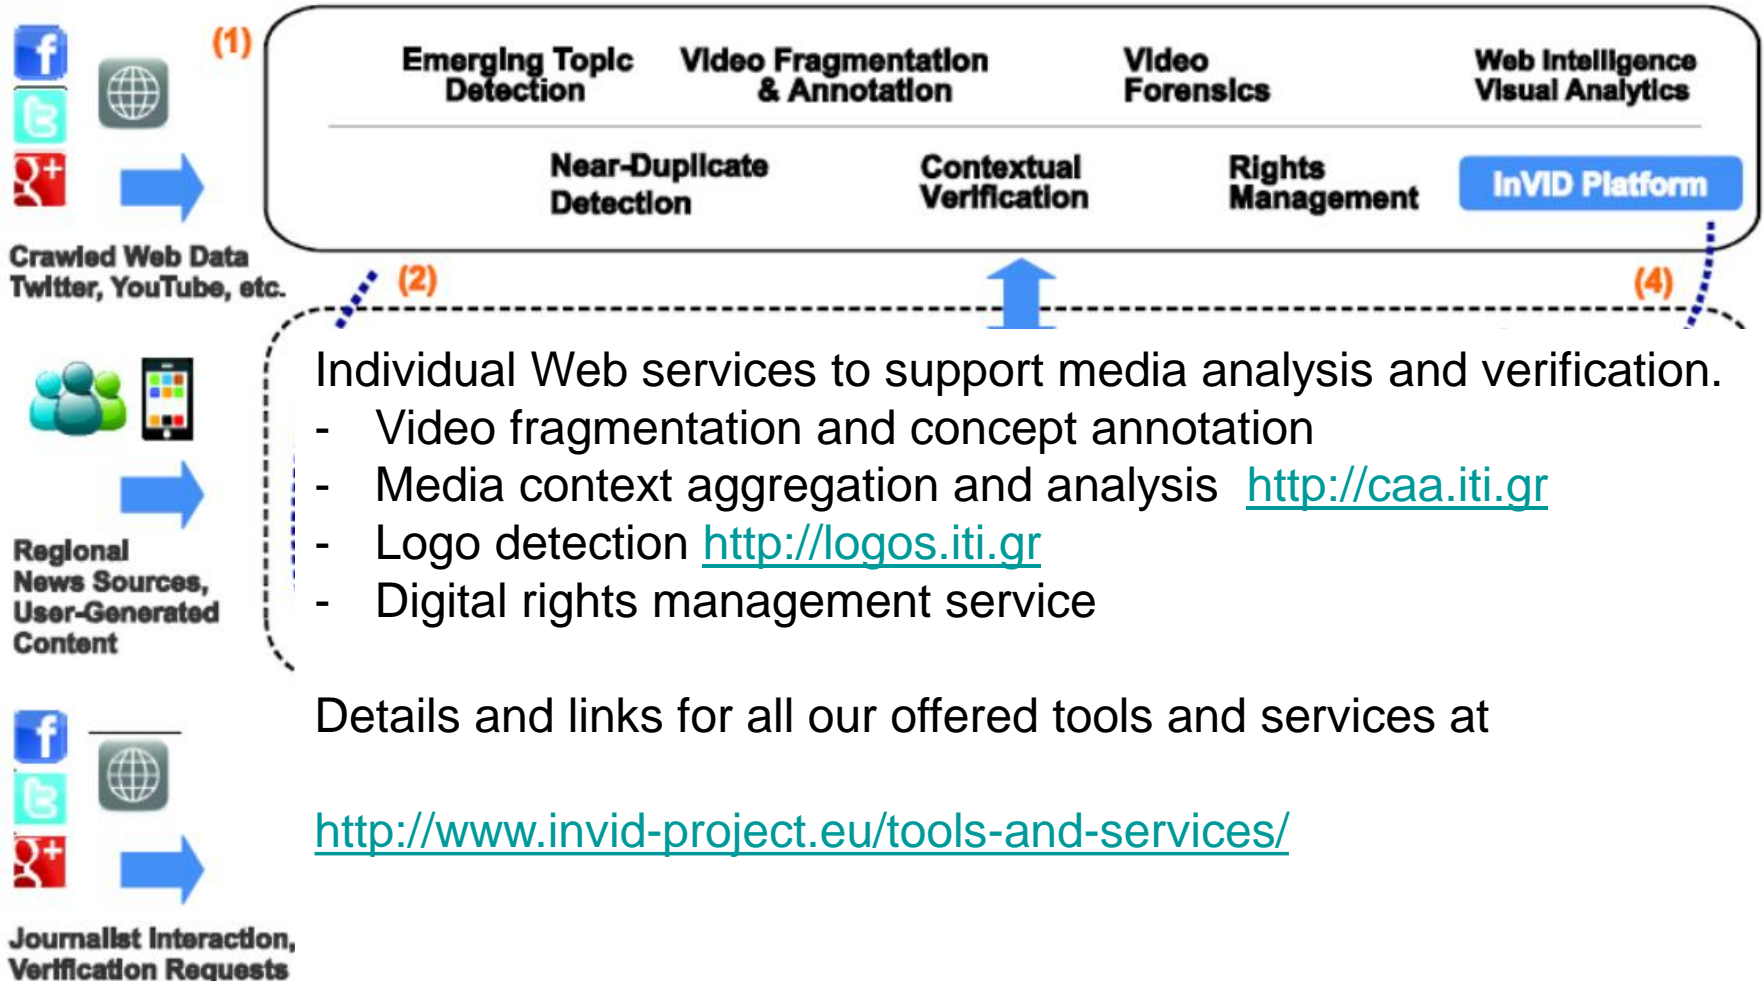 (1)
Emerging Topic Detection
Video Fragmentation & Annotation
Video Forensics
Web Intelligence Visual Analytics
Near-Duplicate Detection
Contextual Verification
Rights Management
InVID Platform
Crawled Web Data
Twitter, YouTube, etc.
(2)
(4)
Individual Web services to support media analysis and verification.
- Video fragmentation and concept annotation
- Media context aggregation and analysis http://caa.iti.gr
- Logo detection http://logos.iti.gr
- Digital rights management service
Regional
News Sources,
User-Generated
Content
Details and links for all our offered tools and services at
http://www.invid-project.eu/tools-and-services/
Journalist Interaction,
Verification Requests